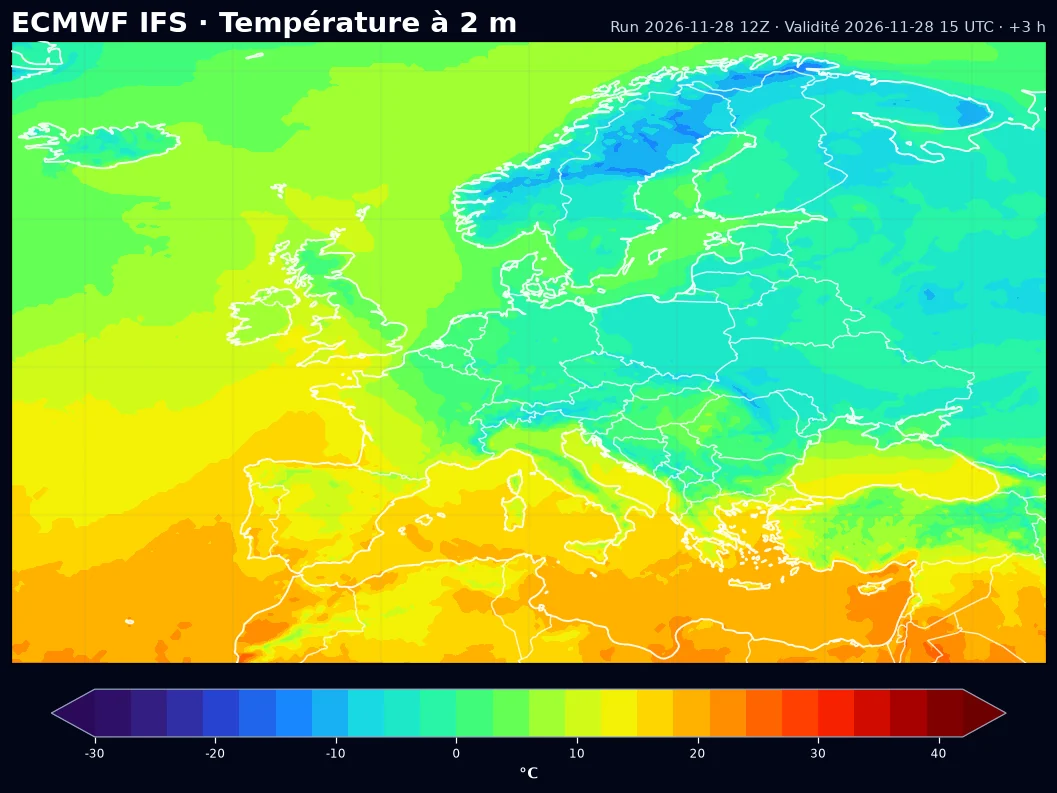 ECMWF IFS · Température à 2 m
Run 2026-11-28 12Z · Validité 2026-11-28 15 UTC · +3 h
-30 -20 -10 0 10 20 30 40
°C